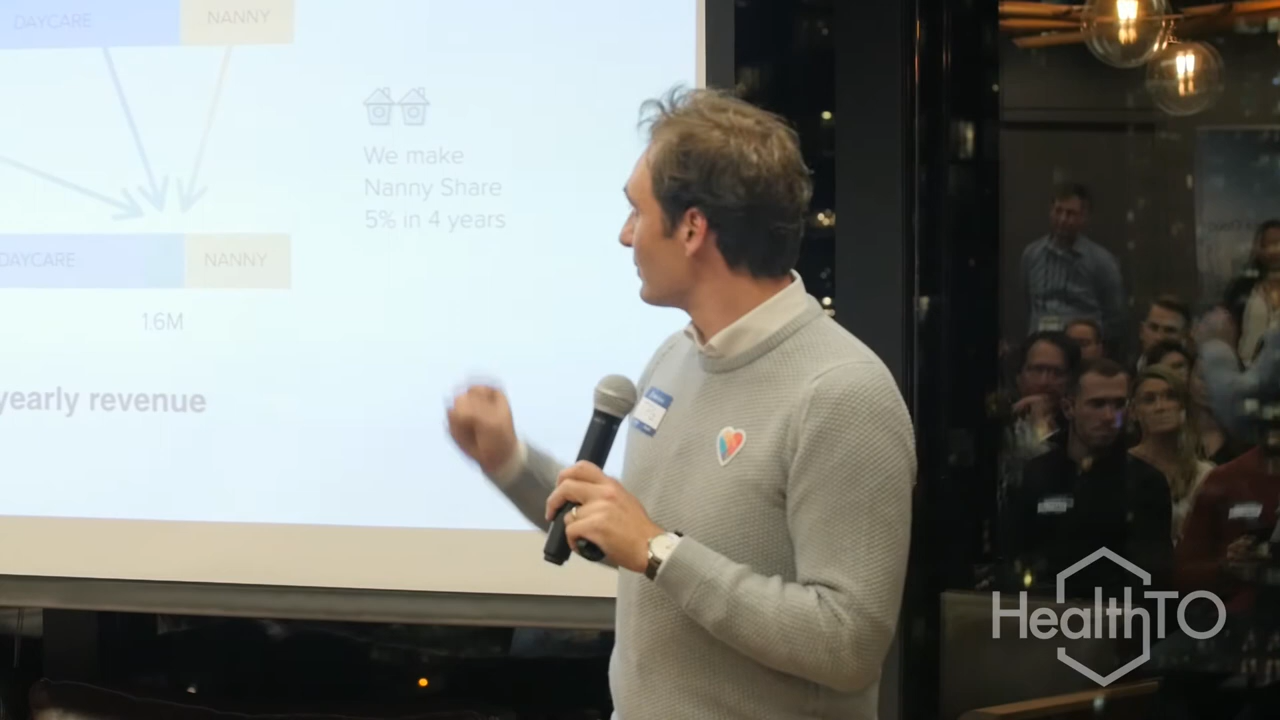 DAYCARE NANNY
We make
Nanny Share
5% in 4 years
DAYCARE NANNY
1.6M
yearly revenue
HealthTO